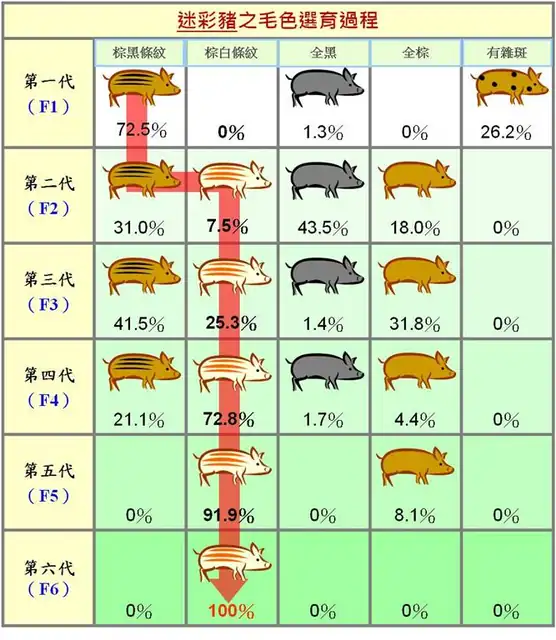 迷彩豬之毛色選育過程
棕黑條紋 棕白條紋 全黑 全棕 有雜斑
第一代
（F1）
72.5% 0% 1.3% 0% 26.2%
第二代
（F2）
31.0% 7.5% 43.5% 18.0% 0%
第三代
（F3）
41.5% 25.3% 1.4% 31.8% 0%
第四代
（F4）
21.1% 72.8% 1.7% 4.4% 0%
第五代
（F5）
0% 91.9% 0% 8.1% 0%
第六代
（F6）
0% 100% 0% 0% 0%